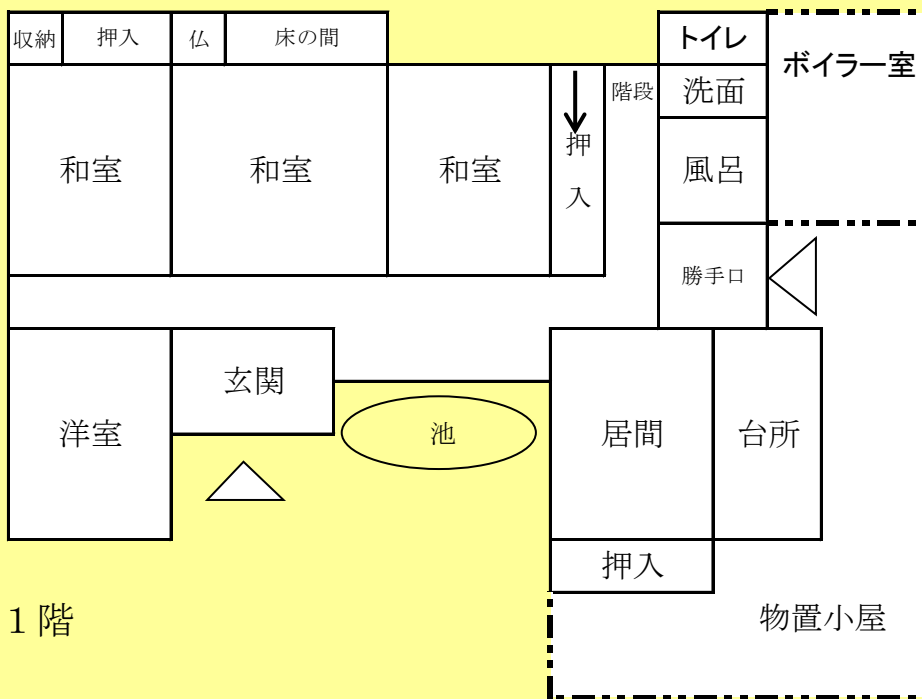 収納
押入
仏
床の間
トイレ
ボイラー室
階段
洗面
和室
和室
和室
押
入
風呂
勝手口
玄関
洋室
池
居間
台所
押入
1階
物置小屋